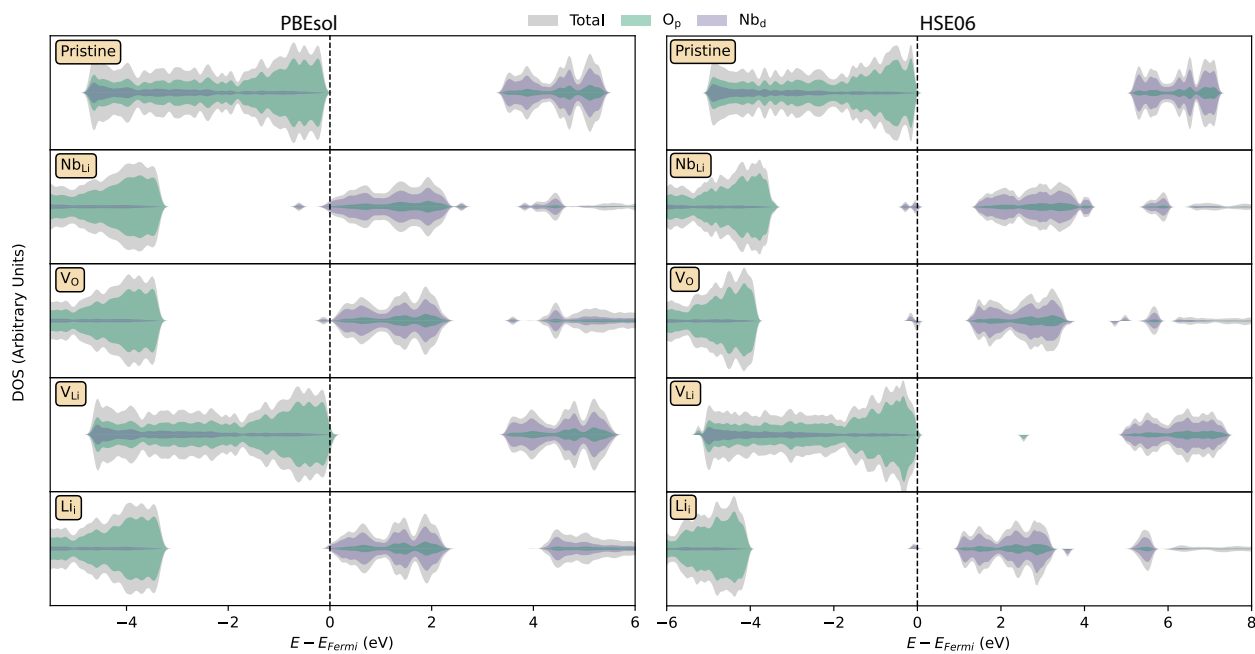 PBEsol
Total O_p Nb_d
HSE06
DOS (Arbitrary Units)
Pristine
Nb_Li
V_O
V_Li
Li_i
−4 −2 0 2 4 6
E − E_Fermi (eV)
Pristine
Nb_Li
V_O
V_Li
Li_i
−6 −4 −2 0 2 4 6 8
E − E_Fermi (eV)